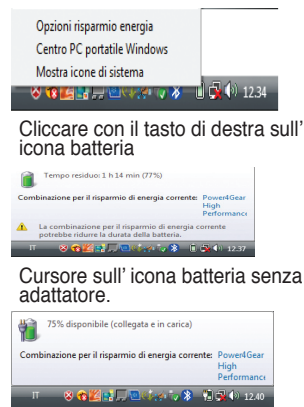 Opzioni risparmio energia
Centro PC portatile Windows
Mostra icone di sistema
12.34
Cliccare con il tasto di destra sull'
icona batteria
Tempo residuo: 1 h 14 min (77%)
Combinazione per il risparmio di energia corrente: Power4Gear
High
Performance
La combinazione per il risparmio di energia corrente
potrebbe ridurre la durata della batteria.
IT 12.37
Cursore sull' icona batteria senza
adattatore.
75% disponibile (collegata e in carica)
Combinazione per il risparmio di energia corrente: Power4Gear
High
Performance
IT 12.40